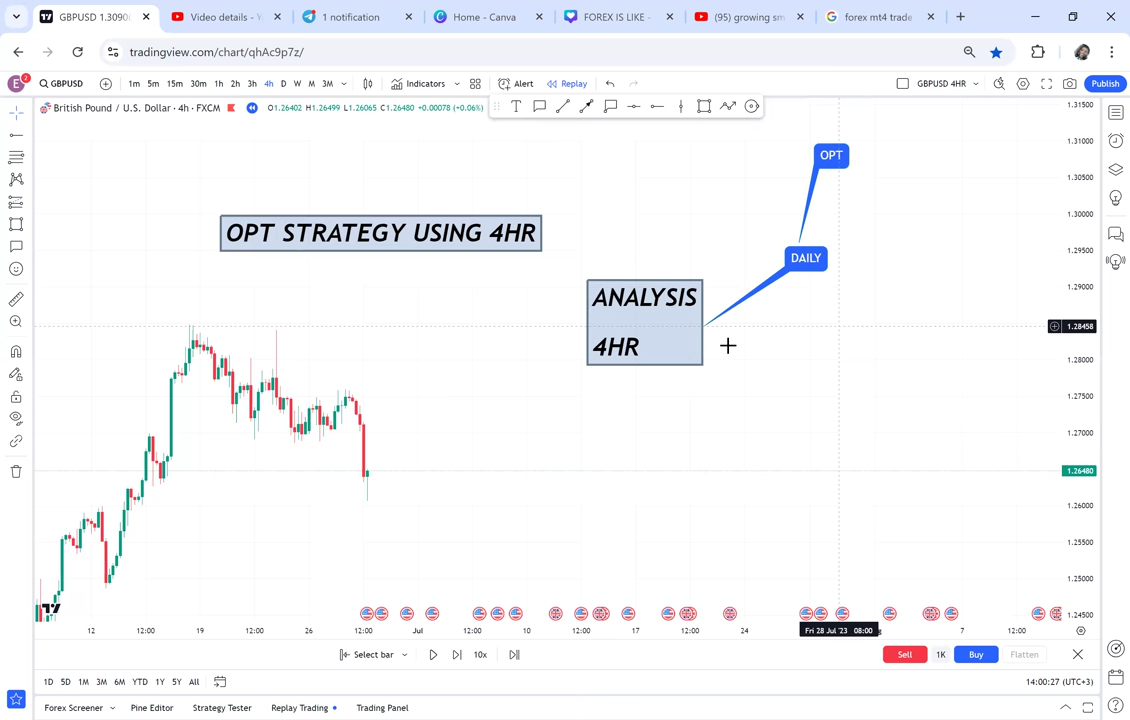 GBPUSD 1.3090
Video details - Y
1 notification
Home - Canva
FOREX IS LIKE -
(95) growing sm
forex mt4 trade
tradingview.com/chart/qhAc9p7z/
E 2 GBPUSD 1m 5m 15m 30m 1h 2h 3h 4h D W M 3M Indicators Alert Replay GBPUSD 4HR Publish
British Pound / U.S. Dollar · 4h · FXCM O1.26402 H1.26499 L1.26065 C1.26480 +0.00078 (+0.06%)
OPT
OPT STRATEGY USING 4HR
DAILY
ANALYSIS
4HR
1.31500
1.31000
1.30500
1.30000
1.29500
1.29000
1.28458
1.28000
1.27500
1.27000
1.26480
1.26000
1.25500
1.25000
1.24500
12 12:00 19 12:00 26 12:00 Jul 12:00 10 12:00 17 12:00 24 Fri 28 Jul '23 08:00 7 12:00
Select bar 10x Sell 1K Buy Flatten
1D 5D 1M 3M 6M YTD 1Y 5Y All 14:00:27 (UTC+3)
Forex Screener Pine Editor Strategy Tester Replay Trading Trading Panel